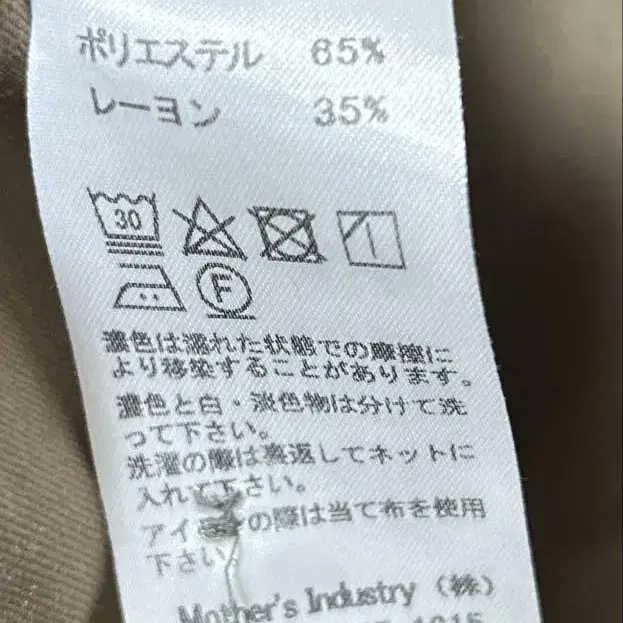 ポリエステル 65%
レーヨン 35%
30
F
濃色は濡れた状態での摩擦に
より移染することがあります。
濃色と白・淡色物は分けて洗
って下さい。
洗濯の際は裏返してネットに
入れて下さい。
アイ の際は当て布を使用
下さい
Mother's Industry (株)